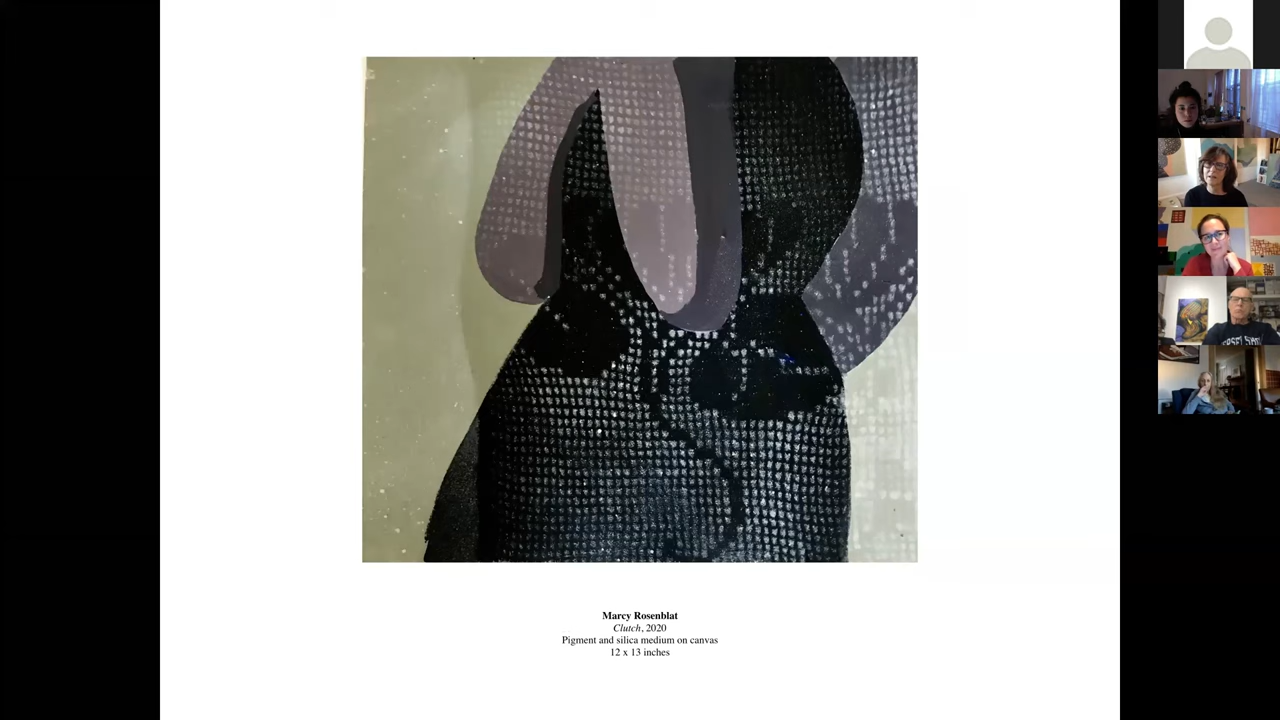 Marcy Rosenblat
Clutch, 2020
Pigment and silica medium on canvas
12 x 13 inches